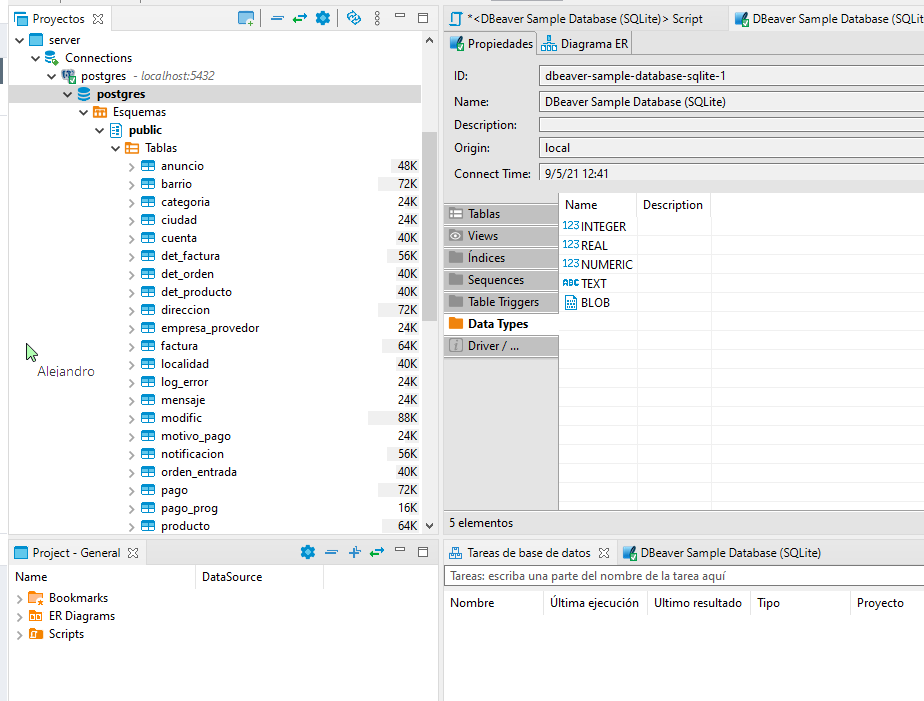 Proyectos
server
Connections
postgres - localhost:5432
postgres
Esquemas
public
Tablas
anuncio 48K
barrio 72K
categoria 24K
ciudad 24K
cuenta 40K
det_factura 56K
det_orden 40K
det_producto 40K
direccion 72K
empresa_provedor 24K
factura 64K
localidad 40K
log_error 24K
mensaje 24K
modific 88K
motivo_pago 24K
notificacion 56K
orden_entrada 40K
pago 72K
pago_prog 16K
producto 64K
Alejandro
*<DBeaver Sample Database (SQLite)> Script
DBeaver Sample Database (SQLit
Propiedades
Diagrama ER
ID: dbeaver-sample-database-sqlite-1
Name: DBeaver Sample Database (SQLite)
Description:
Origin: local
Connect Time: 9/5/21 12:41
Tablas
Views
Índices
Sequences
Table Triggers
Data Types
Driver / ...
Name Description
123 INTEGER
123 REAL
123 NUMERIC
ABC TEXT
BLOB
5 elementos
Project - General
Name DataSource
Bookmarks
ER Diagrams
Scripts
Tareas de base de datos
DBeaver Sample Database (SQLite)
Tareas: escriba una parte del nombre de la tarea aquí
Nombre Última ejecución Ultimo resultado Tipo Proyecto